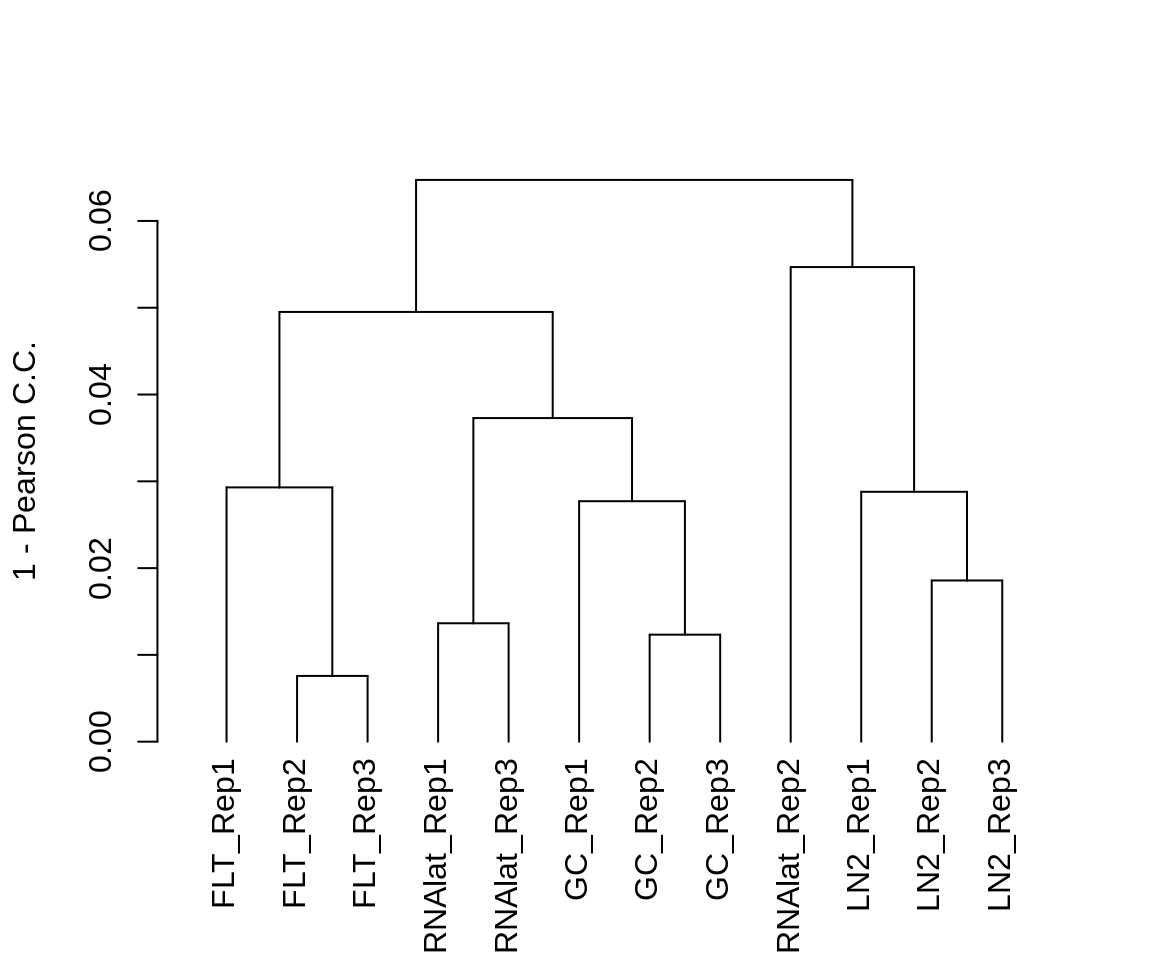 1 - Pearson C.C.
0.06
0.04
0.02
0.00
FLT_Rep1
FLT_Rep2
FLT_Rep3
RNAlat_Rep1
RNAlat_Rep3
GC_Rep1
GC_Rep2
GC_Rep3
RNAlat_Rep2
LN2_Rep1
LN2_Rep2
LN2_Rep3